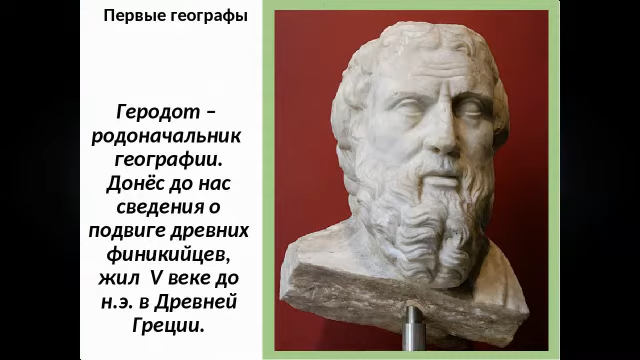 Первые географы
Геродот –
родоначальник
географии.
Донёс до нас
сведения о
подвиге древних
финикийцев,
жил V веке до
н.э. в Древней
Греции.